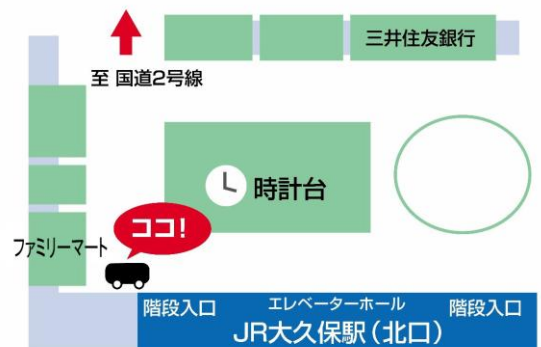 三井住友銀行
至 国道2号線
時計台
ココ!
ファミリーマート
階段入口
エレベーターホール
階段入口
JR大久保駅(北口)